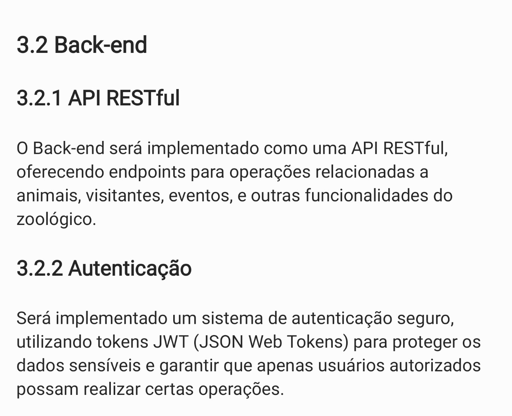 3.2 Back-end
3.2.1 API RESTful
O Back-end será implementado como uma API RESTful,
oferecendo endpoints para operações relacionadas a
animais, visitantes, eventos, e outras funcionalidades do
zoológico.
3.2.2 Autenticação
Será implementado um sistema de autenticação seguro,
utilizando tokens JWT (JSON Web Tokens) para proteger os
dados sensíveis e garantir que apenas usuários autorizados
possam realizar certas operações.